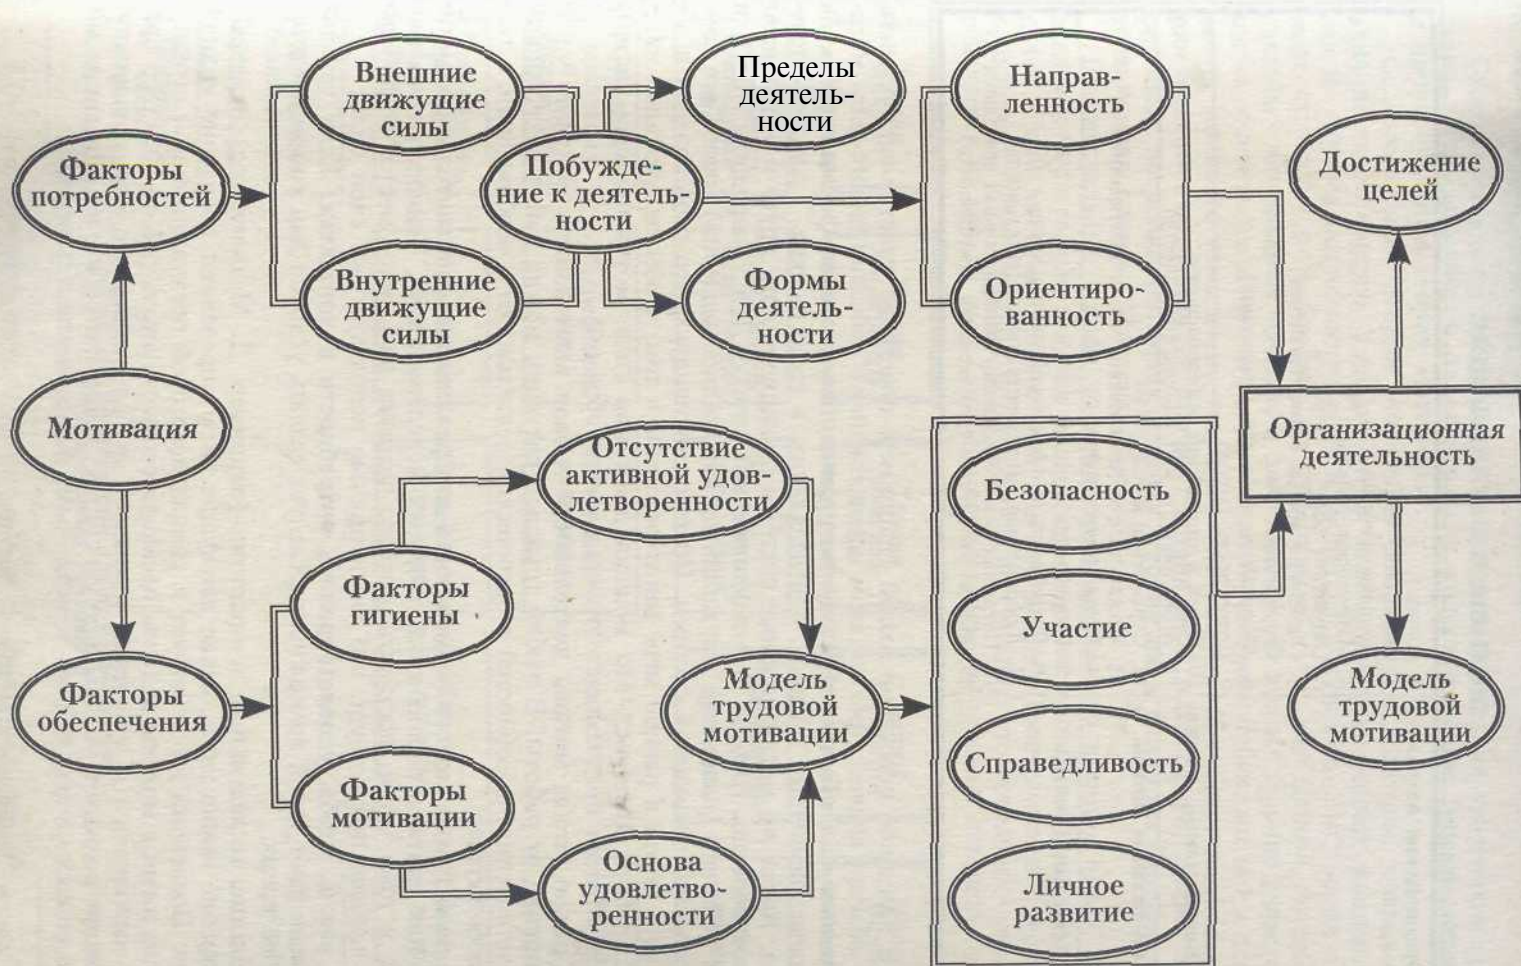 Внешние
движущие
силы
Пределы
деятель-
ности
Направ-
ленность
Факторы
потребностей
Побужде-
ние к деятель-
ности
Достижение
целей
Внутренние
движущие
силы
Формы
деятель-
ности
Ориентиро-
ванность
Мотивация
Отсутствие
активной удов-
летворенности
Организационная
деятельность
Безопасность
Факторы
гигиены
Участие
Факторы
обеспечения
Модель
трудовой
мотивации
Модель
трудовой
мотивации
Справедливость
Факторы
мотивации
Основа
удовлетво-
ренности
Личное
развитие